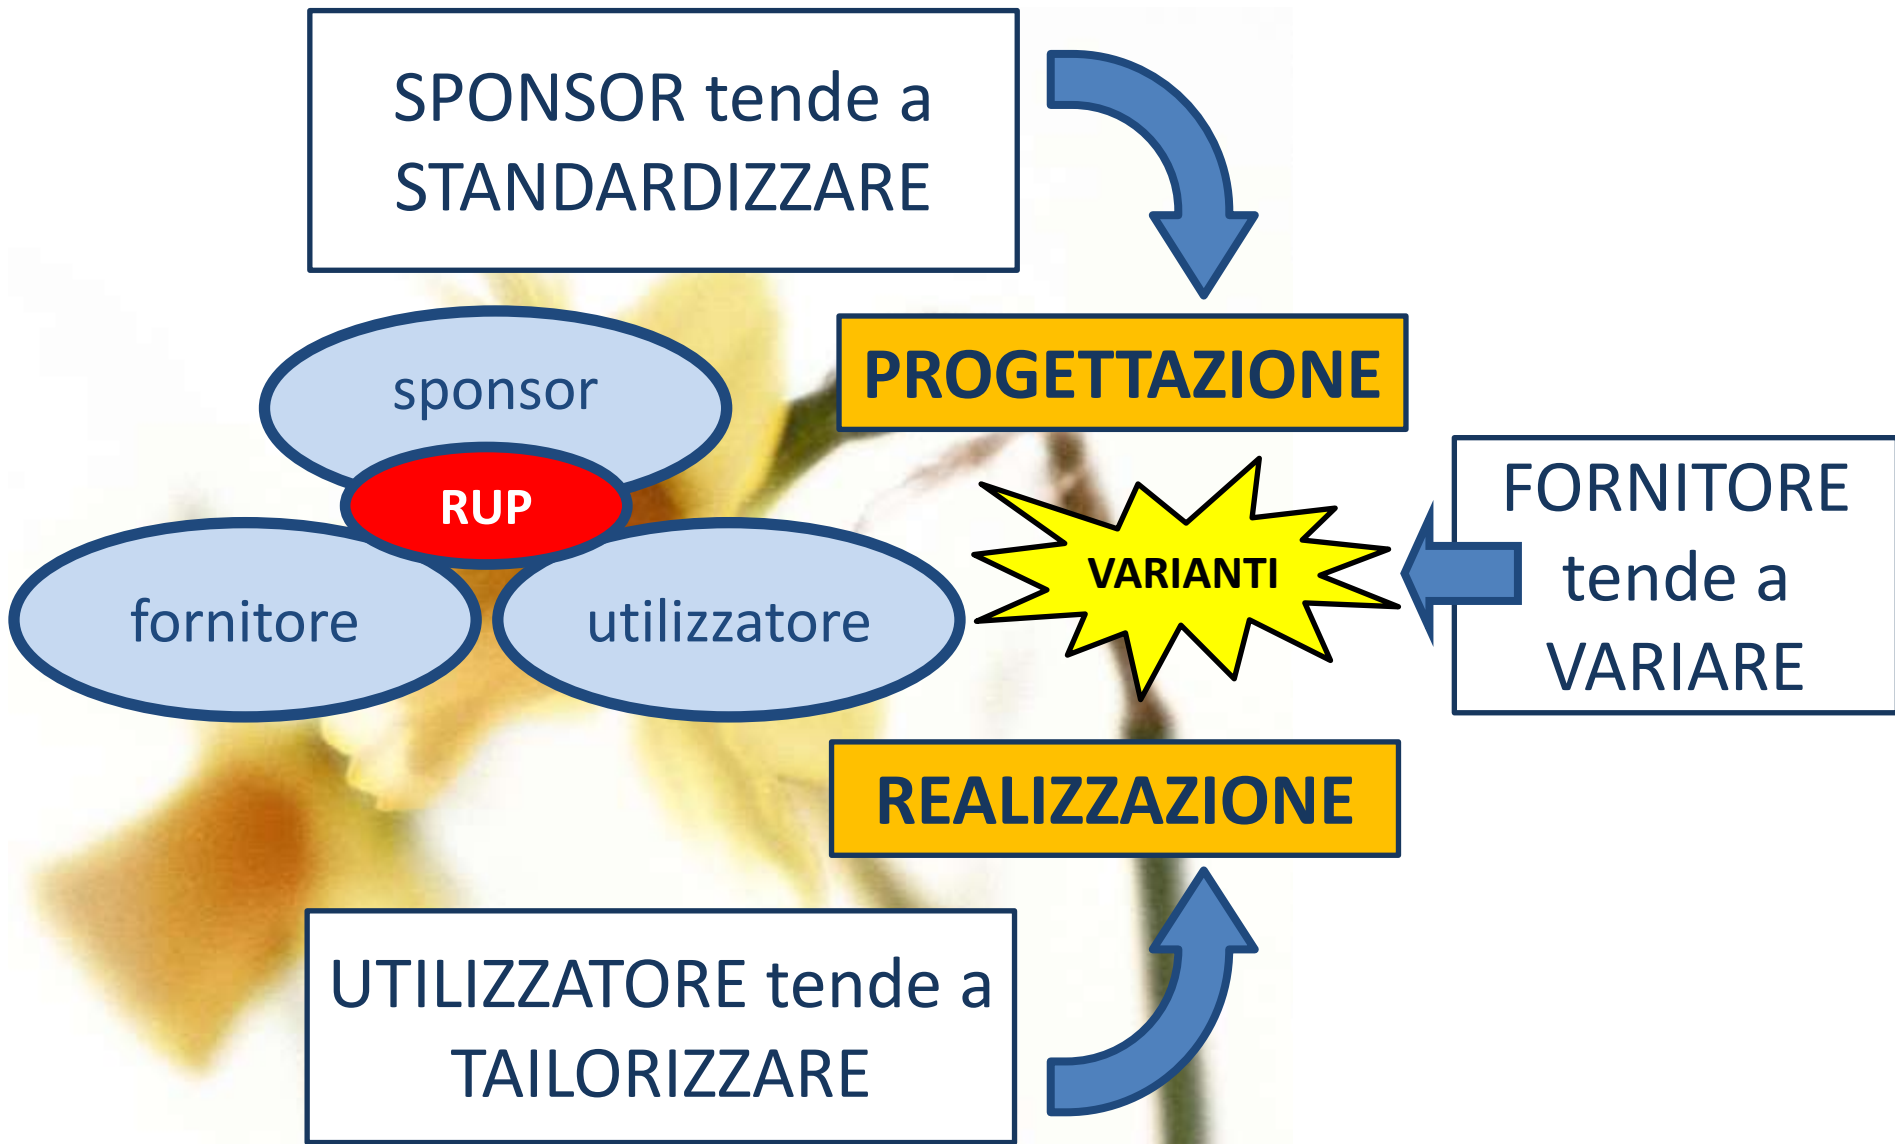 SPONSOR tende a
STANDARDIZZARE
PROGETTAZIONE
sponsor
RUP
fornitore
utilizzatore
VARIANTI
FORNITORE
tende a
VARIARE
REALIZZAZIONE
UTILIZZATORE tende a
TAILORIZZARE